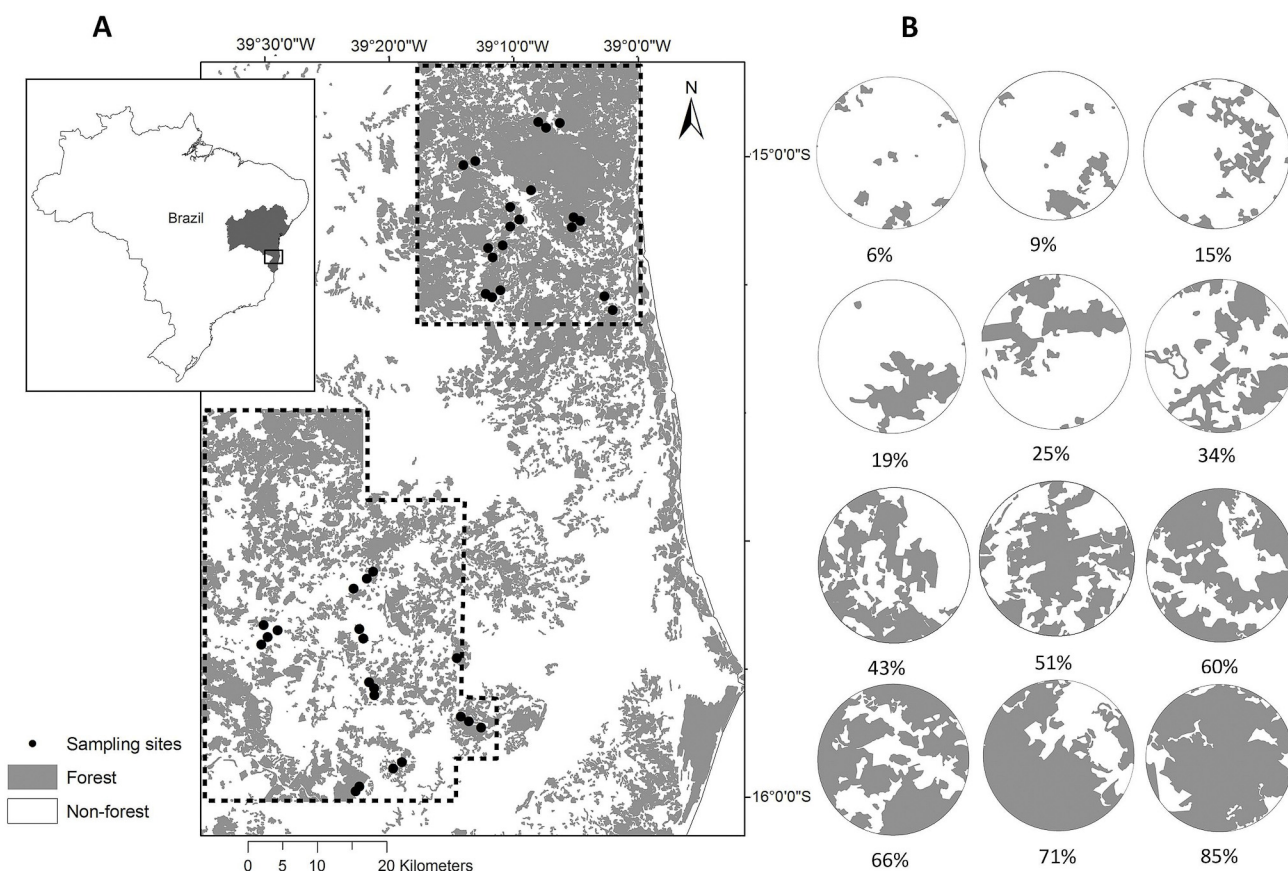 A
B
39°30'0"W 39°20'0"W 39°10'0"W 39°0'0"W
N
15°0'0"S
Brazil
6% 9% 15%
19% 25% 34%
43% 51% 60%
66% 71% 85%
Sampling sites
Forest
Non-forest
16°0'0"S
0 5 10 20 Kilometers